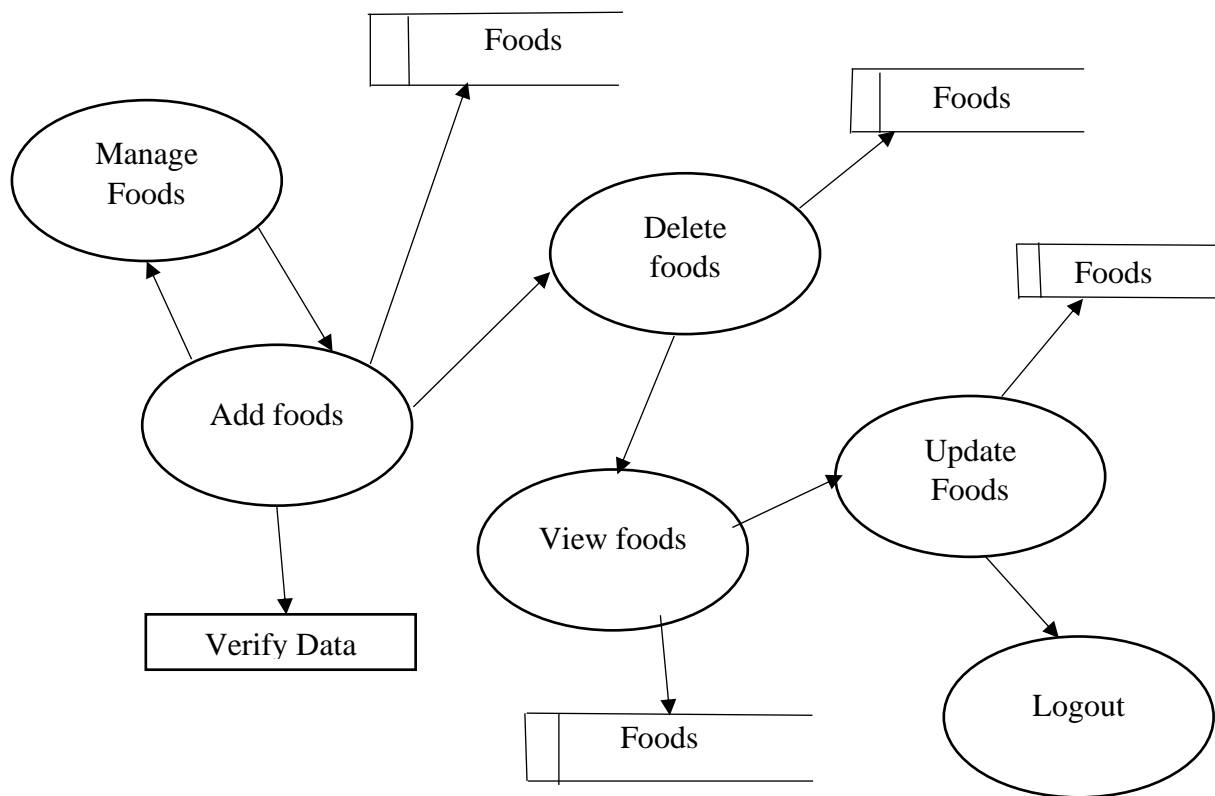 Foods
Foods
Manage
Foods
Delete
foods
Foods
Add foods
Update
Foods
View foods
Verify Data
Logout
Foods